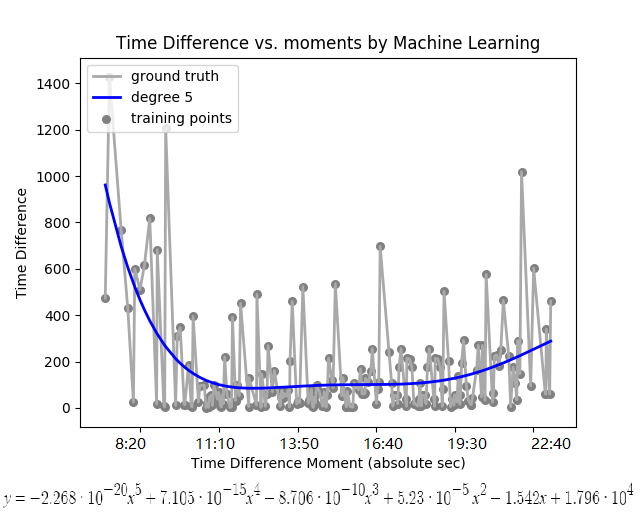 Time Difference vs. moments by Machine Learning
ground truth
degree 5
training points
1400
1200
1000
800
600
400
200
0
Time Difference
8:20 11:10 13:50 16:40 19:30 22:40
Time Difference Moment (absolute sec)
y = −2.268 · 10^{−20}x^5 + 7.105 · 10^{−15}x^4 − 8.706 · 10^{−10}x^3 + 5.23 · 10^{−5}x^2 − 1.542x + 1.796 · 10^4